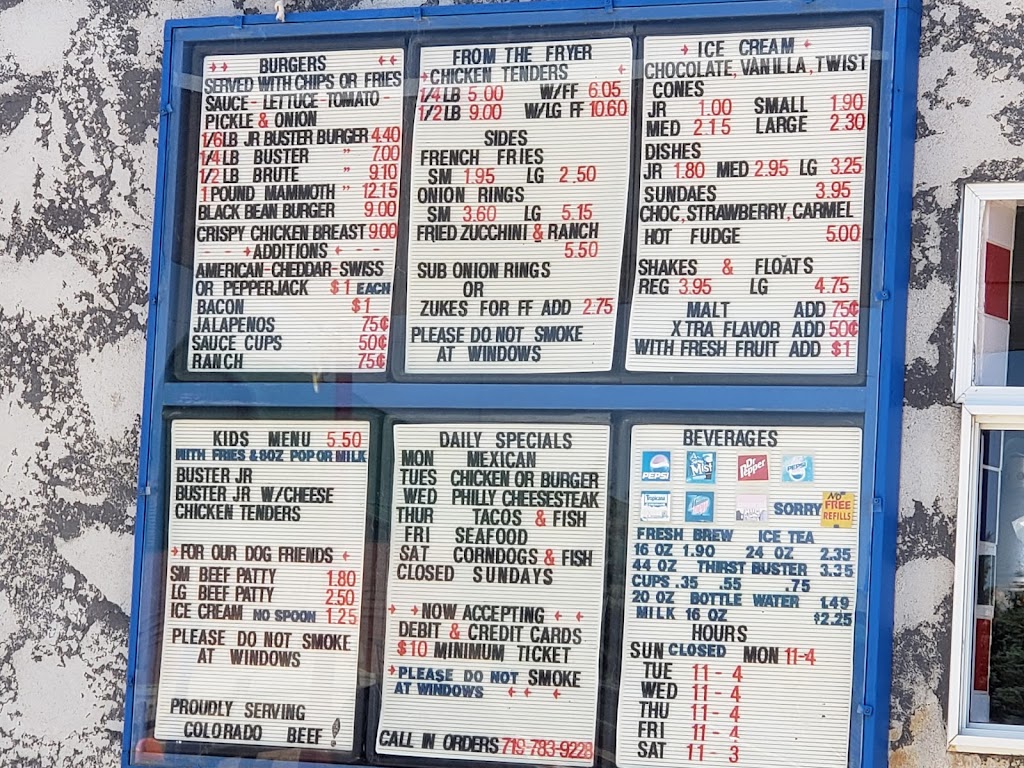 BURGERS
SERVED WITH CHIPS OR FRIES
SAUCE - LETTUCE TOMATO -
PICKLE & ONION
1/6LB JR BUSTER BURGER 4.40
1/4LB BUSTER " 7.00
1/2LB BRUTE " 9.10
1 POUND MAMMOTH " 12.15
BLACK BEAN BURGER 9.00
CRISPY CHICKEN BREAST 9.00
ADDITIONS
AMERICAN-CHEDDAR-SWISS
OR PEPPERJACK $1 EACH
BACON $1
JALAPENOS 75¢
SAUCE CUPS 50¢
RANCH 75¢
FROM THE FRYER
CHICKEN TENDERS
1/4LB 5.00 W/FF 6.05
1/2LB 9.00 W/LG FF 10.60
SIDES
FRENCH FRIES
SM 1.95 LG 2.50
ONION RINGS
SM 3.60 LG 5.15
FRIED ZUCCHINI & RANCH
5.50
SUB ONION RINGS
OR
ZUKES FOR FF ADD 2.75
PLEASE DO NOT SMOKE
AT WINDOWS
ICE CREAM
CHOCOLATE, VANILLA, TWIST
CONES
JR 1.00 SMALL 1.90
MED 2.15 LARGE 2.30
DISHES
JR 1.80 MED 2.95 LG 3.25
SUNDAES 3.95
CHOC, STRAWBERRY, CARMEL
HOT FUDGE 5.00
SHAKES & FLOATS
REG 3.95 LG 4.75
MALT ADD 75¢
XTRA FLAVOR ADD 50¢
WITH FRESH FRUIT ADD $1
KIDS MENU 5.50
WITH FRIES & 8OZ POP OR MILK
BUSTER JR
BUSTER JR W/CHEESE
CHICKEN TENDERS
FOR OUR DOG FRIENDS
SM BEEF PATTY 1.80
LG BEEF PATTY 2.50
ICE CREAM NO SPOON 1.25
PLEASE DO NOT SMOKE
AT WINDOWS
PROUDLY SERVING
COLORADO BEEF!
DAILY SPECIALS
MON MEXICAN
TUES CHICKEN OR BURGER
WED PHILLY CHEESESTEAK
THUR TACOS & FISH
FRI SEAFOOD
SAT CORNDOGS & FISH
CLOSED SUNDAYS
NOW ACCEPTING
DEBIT & CREDIT CARDS
$10 MINIMUM TICKET
PLEASE DO NOT SMOKE
AT WINDOWS
CALL IN ORDERS 719-783-9228
BEVERAGES
PEPSI Mist Dr Pepper PEPSI
Tropicana SORRY NO FREE REFILLS
FRESH BREW ICE TEA
16 OZ 1.90 24 OZ 2.35
44 OZ THIRST BUSTER 3.35
CUPS .35 .55 .75
20 OZ BOTTLE WATER 1.49
MILK 16 OZ $2.25
HOURS
SUN CLOSED MON 11-4
TUE 11-4
WED 11-4
THU 11-4
FRI 11-4
SAT 11-3